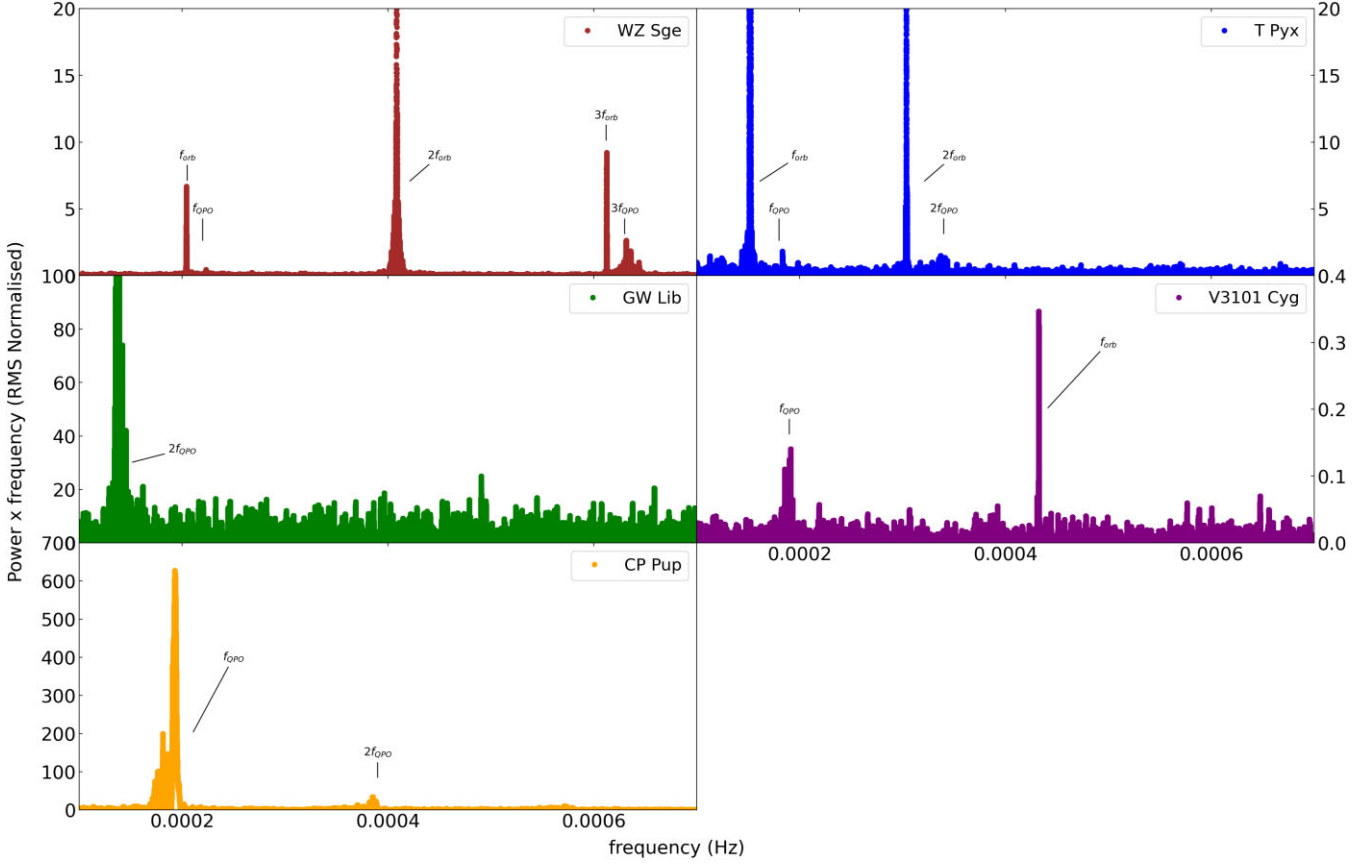 20
WZ Sge
T Pyx
20
15
15
3f_orb
10
10
f_orb
2f_orb
f_orb
2f_orb
5
f_QPO
3f_QPO
f_QPO
2f_QPO
5
100
0.4
GW Lib
V3101 Cyg
80
0.3
f_orb
60
0.2
40
2f_QPO
f_QPO
0.1
20
700
0.0
0.0002
0.0004
0.0006
CP Pup
600
500
400
f_QPO
300
200
2f_QPO
100
0
0.0002
0.0004
0.0006
Power x frequency (RMS Normalised)
frequency (Hz)